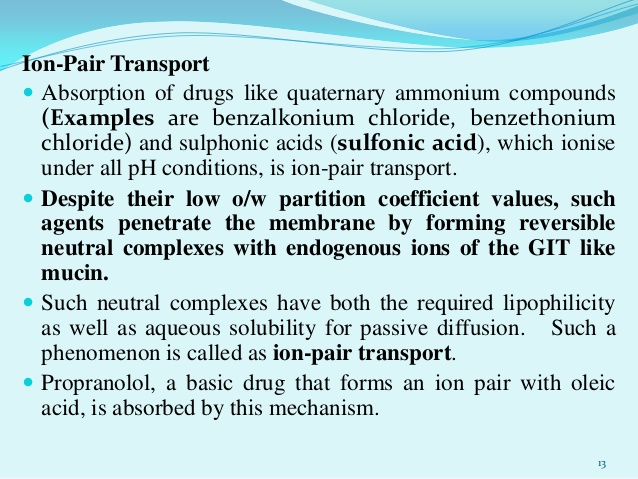 Ion-Pair Transport
Absorption of drugs like quaternary ammonium compounds
(Examples are benzalkonium chloride, benzethonium
chloride) and sulphonic acids (sulfonic acid), which ionise
under all pH conditions, is ion-pair transport.
Despite their low o/w partition coefficient values, such
agents penetrate the membrane by forming reversible
neutral complexes with endogenous ions of the GIT like
mucin.
Such neutral complexes have both the required lipophilicity
as well as aqueous solubility for passive diffusion. Such a
phenomenon is called as ion-pair transport.
Propranolol, a basic drug that forms an ion pair with oleic
acid, is absorbed by this mechanism.
13